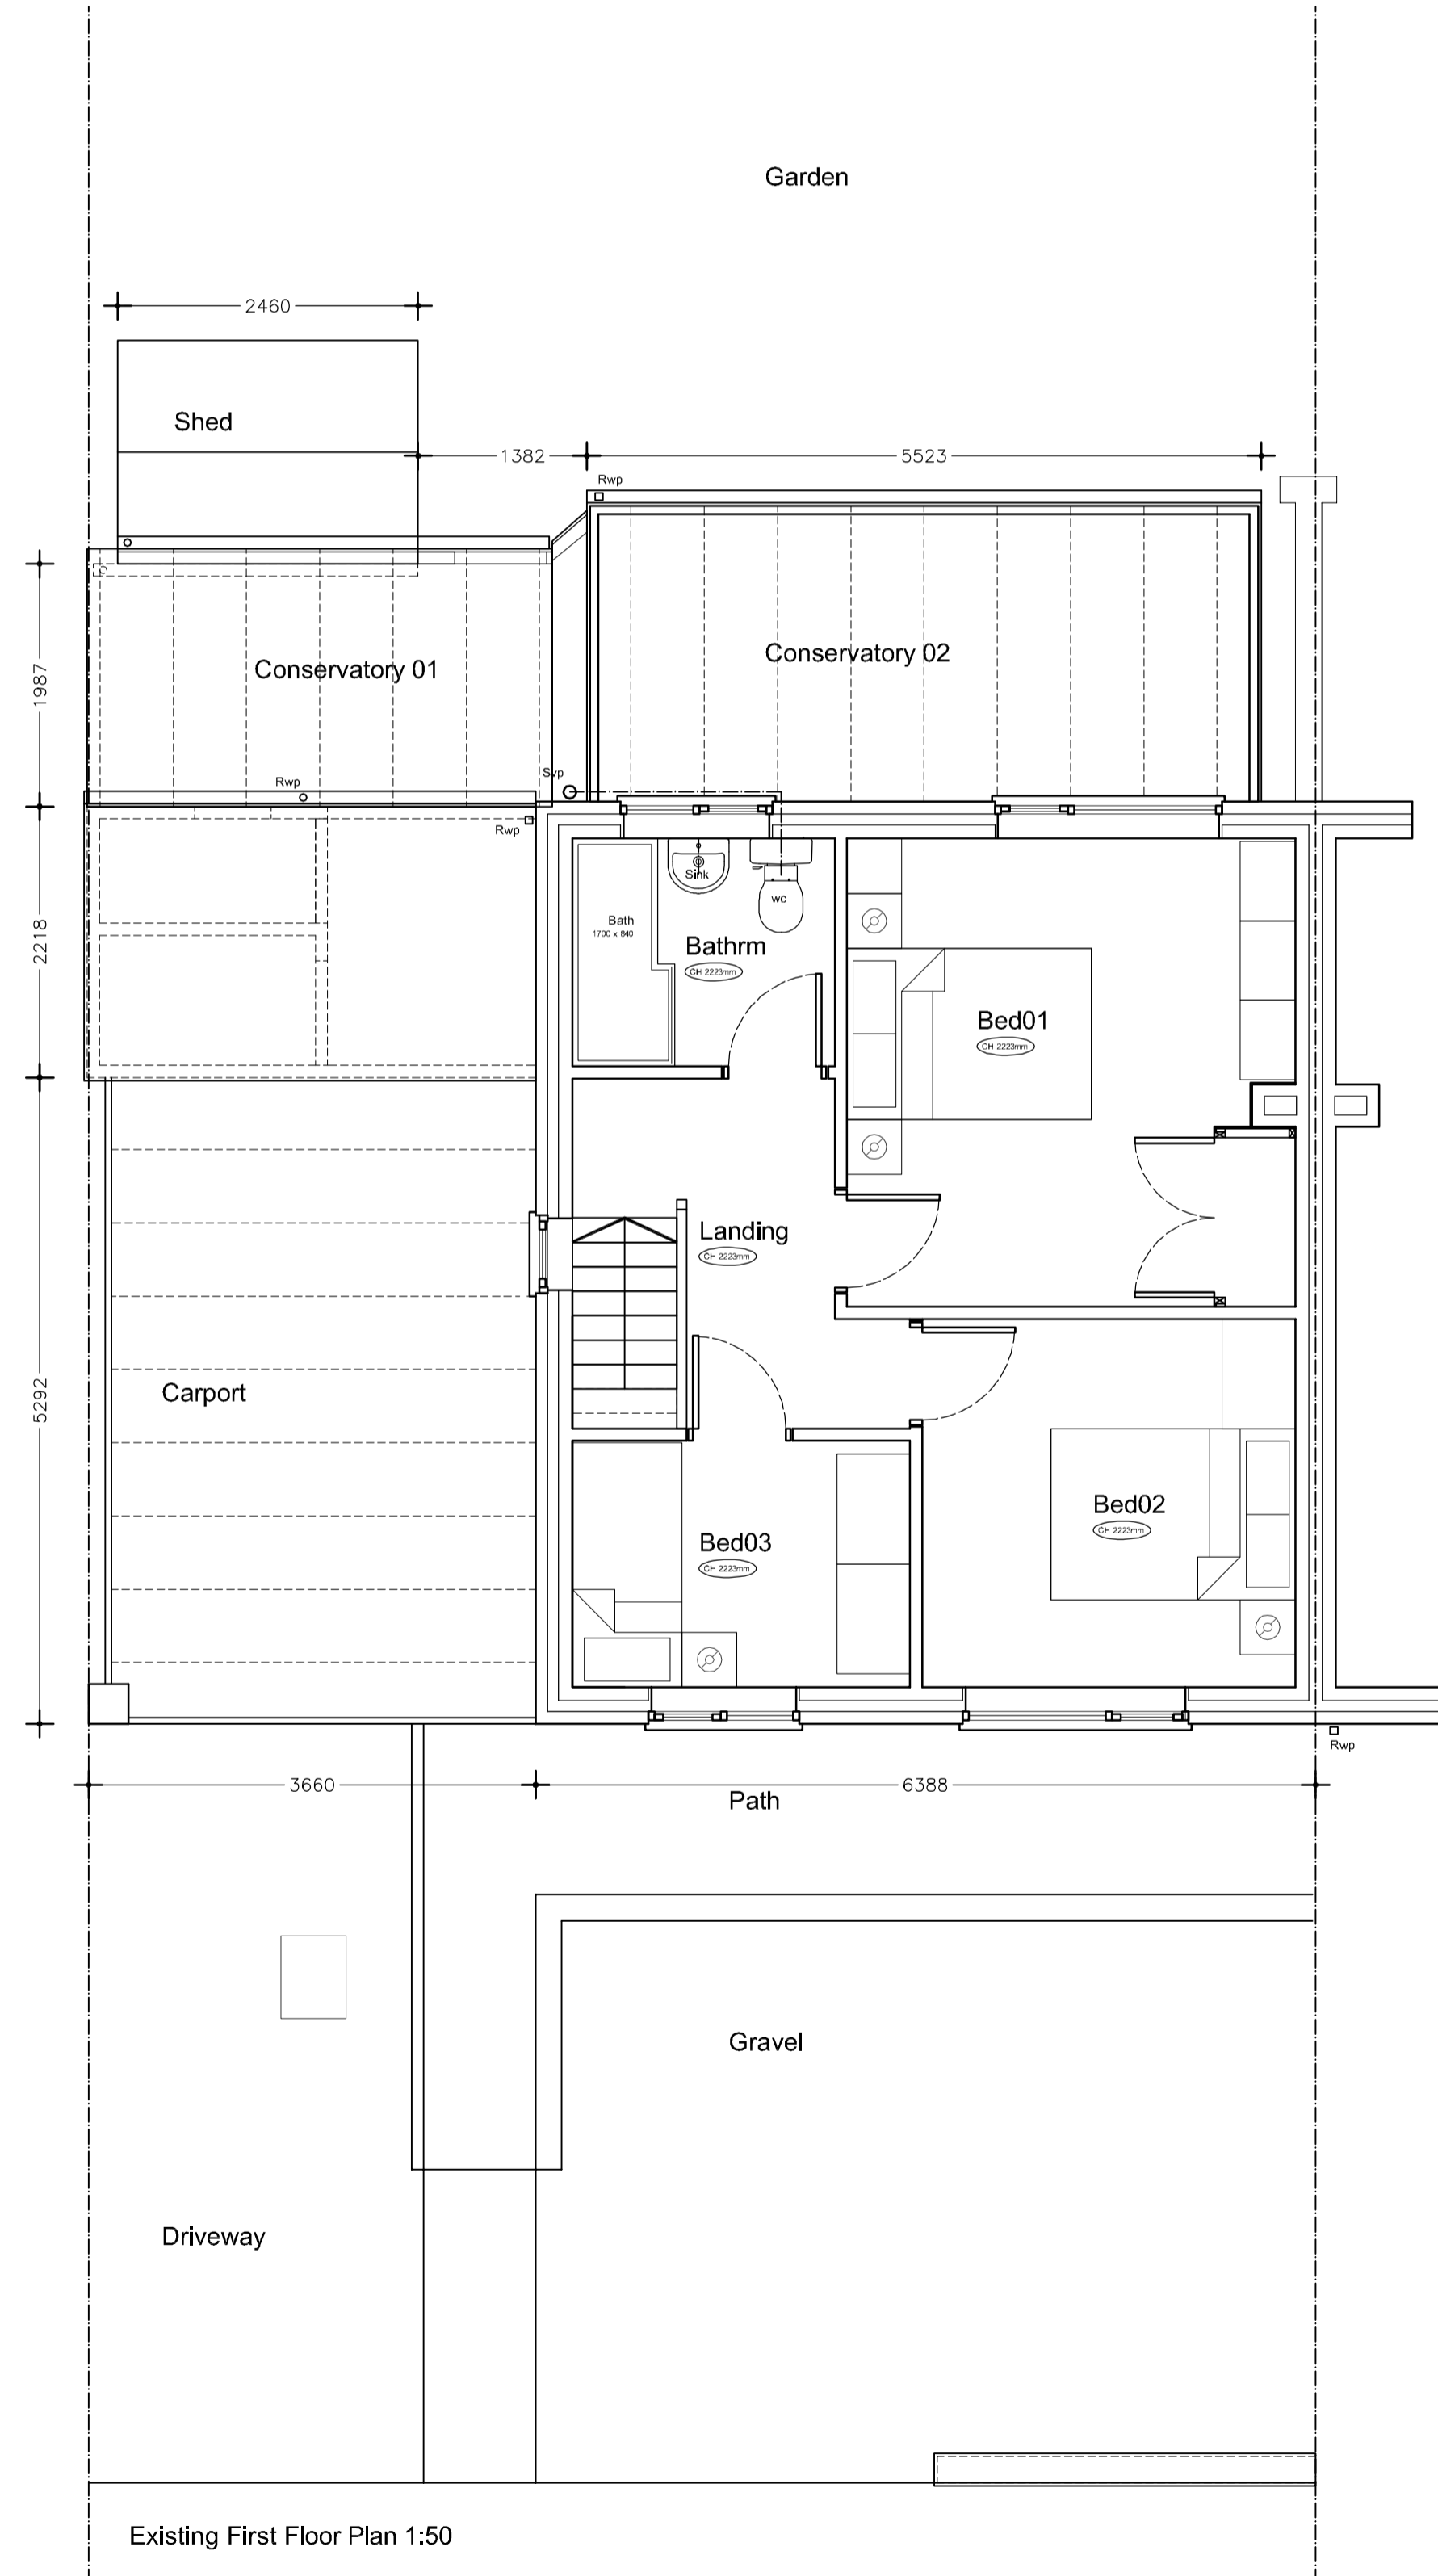 Garden
2460
Shed
1382
5523
Rwp
1987
Conservatory 01
Conservatory 02
Svp
Rwp
Rwp
Sink
wc
Bath
1700 x 840
Bathrm
CH 2223mm
2218
Bed01
CH 2223mm
Landing
CH 2223mm
5292
Carport
Bed02
CH 2223mm
Bed03
CH 2223mm
Rwp
3660
6388
Path
Gravel
Driveway
Existing First Floor Plan 1:50